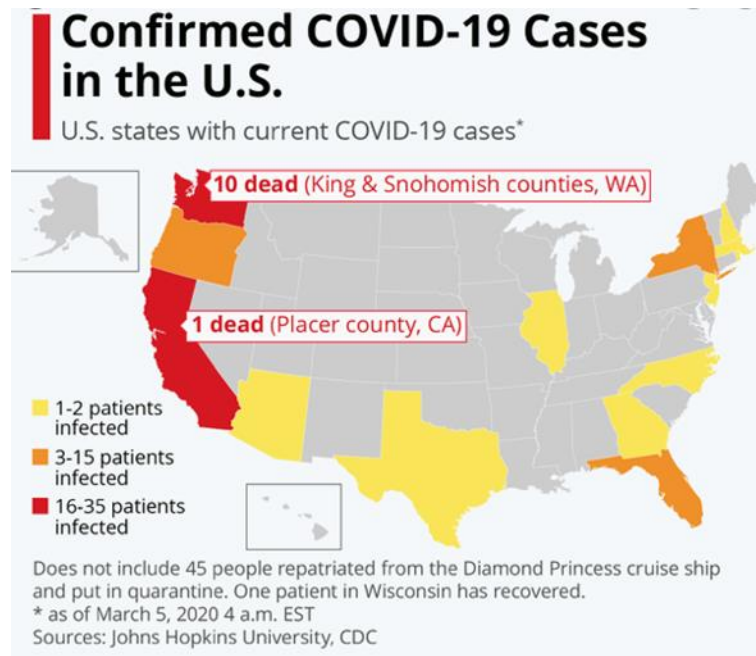 Confirmed COVID-19 Cases
in the U.S.
U.S. states with current COVID-19 cases*
10 dead (King & Snohomish counties, WA)
1 dead (Placer county, CA)
1-2 patients
infected
3-15 patients
infected
16-35 patients
infected
Does not include 45 people repatriated from the Diamond Princess cruise ship
and put in quarantine. One patient in Wisconsin has recovered.
* as of March 5, 2020 4 a.m. EST
Sources: Johns Hopkins University, CDC